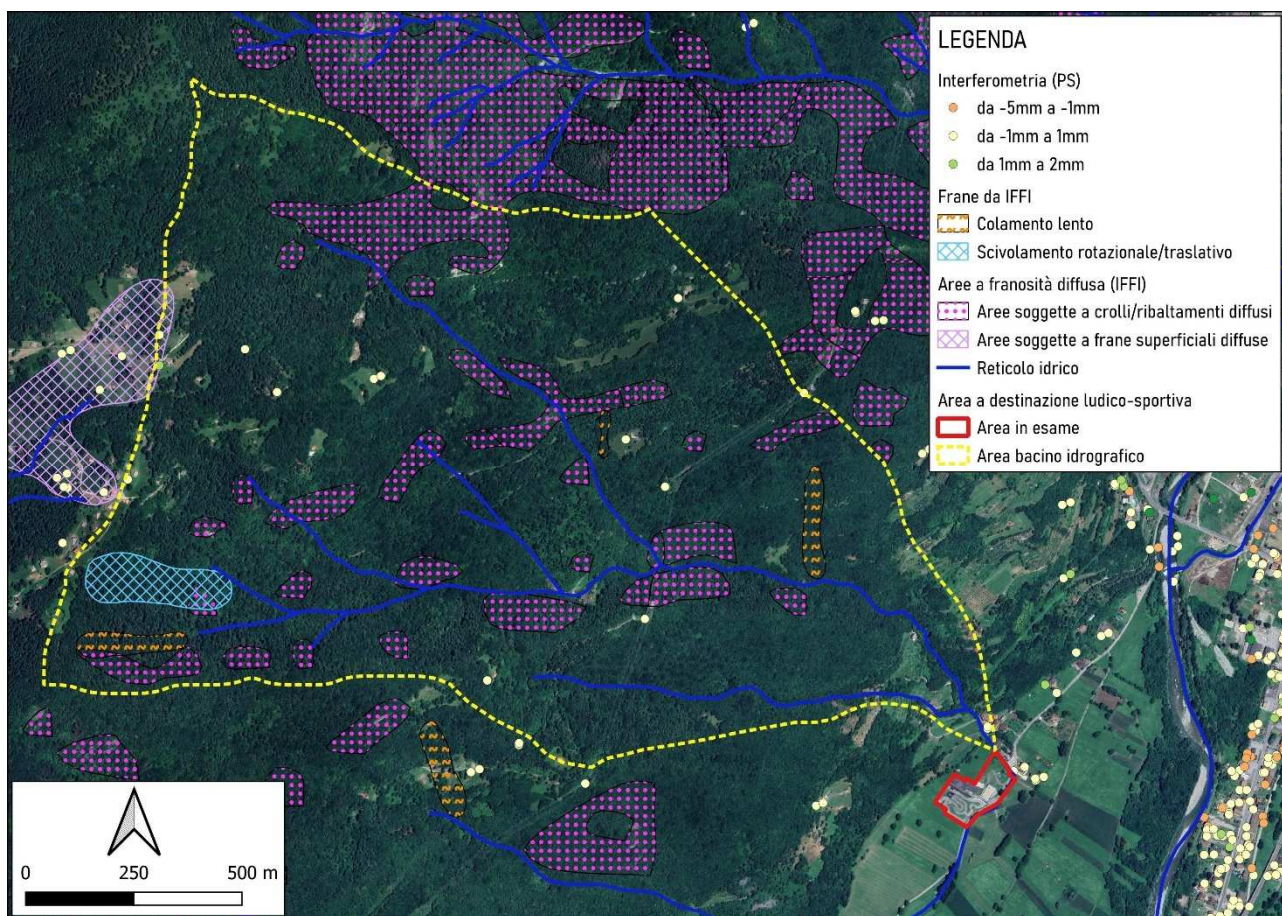 LEGENDA
Interferometria (PS)
da -5mm a -1mm
da -1mm a 1mm
da 1mm a 2mm
Frane da IFFI
Colamento lento
Scivolamento rotazionale/traslativo
Aree a franosità diffusa (IFFI)
Aree soggette a crolli/ribaltamenti diffusi
Aree soggette a frane superficiali diffuse
Reticolo idrico
Area a destinazione ludico-sportiva
Area in esame
Area bacino idrografico
0 250 500 m